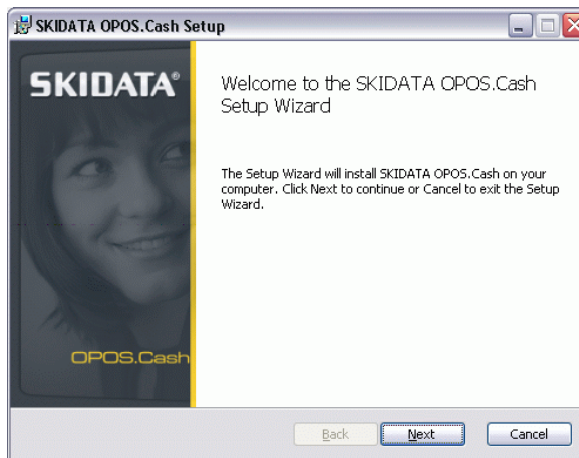 SKIDATA OPOS.Cash Setup
SKIDATA®
Welcome to the SKIDATA OPOS.Cash
Setup Wizard
The Setup Wizard will install SKIDATA OPOS.Cash on your
computer. Click Next to continue or Cancel to exit the Setup
Wizard.
OPOS.Cash
Back Next Cancel